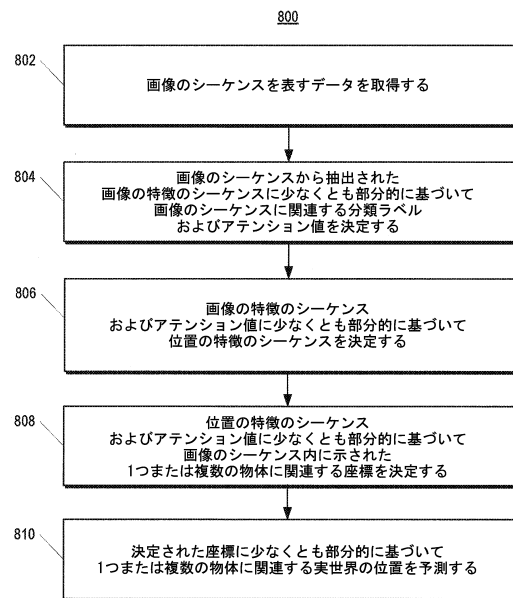 800
802
画像のシーケンスを表すデータを取得する
804
画像のシーケンスから抽出された
画像の特徴のシーケンスに少なくとも部分的に基づいて
画像のシーケンスに関連する分類ラベル
およびアテンション値を決定する
806
画像の特徴のシーケンス
およびアテンション値に少なくとも部分的に基づいて
位置の特徴のシーケンスを決定する
808
位置の特徴のシーケンス
およびアテンション値に少なくとも部分的に基づいて
画像のシーケンス内に示された
1つまたは複数の物体に関連する座標を決定する
810
決定された座標に少なくとも部分的に基づいて
1つまたは複数の物体に関連する実世界の位置を予測する